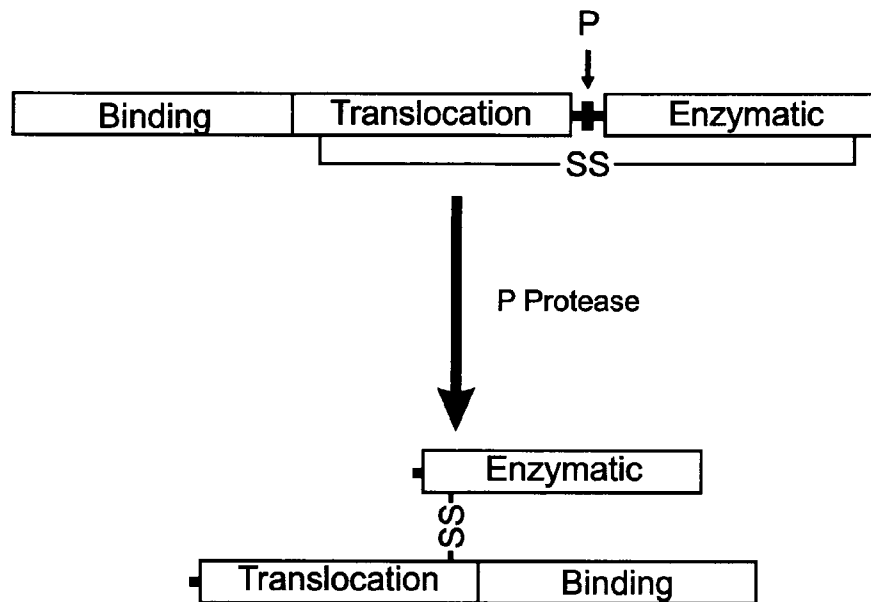 P
Binding Translocation Enzymatic
SS
P Protease
Enzymatic
SS
Translocation Binding